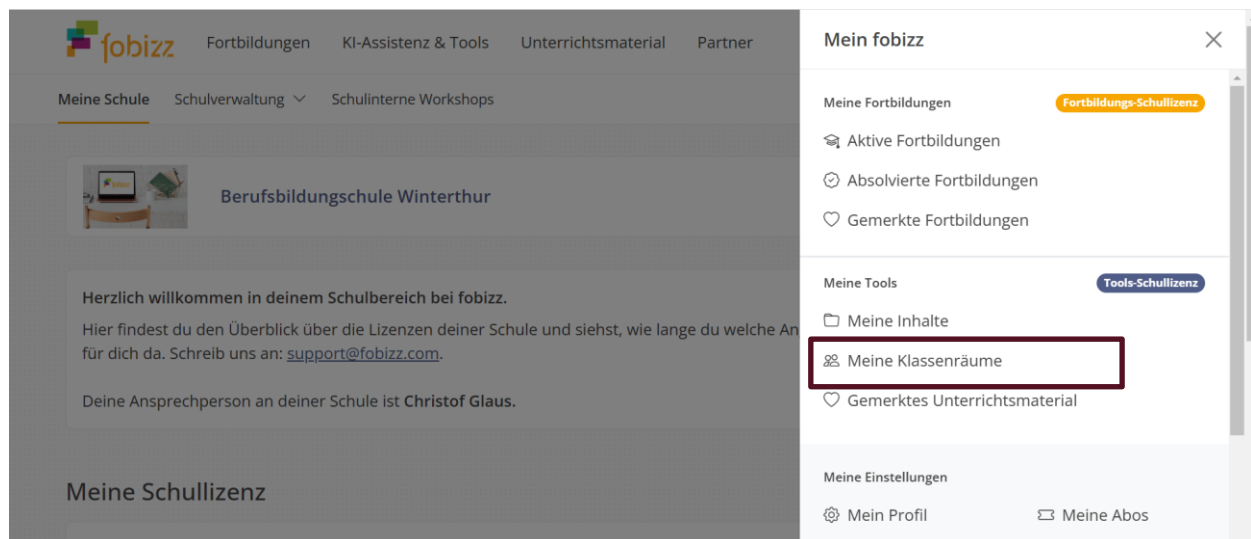 fobizz
Fortbildungen KI-Assistenz & Tools Unterrichtsmaterial Partner
Meine Schule Schulverwaltung Schulinterne Workshops
Berufsbildungschule Winterthur
Herzlich willkommen in deinem Schulbereich bei fobizz.
Hier findest du den Überblick über die Lizenzen deiner Schule und siehst, wie lange du welche An
für dich da. Schreib uns an: support@fobizz.com.
Deine Ansprechperson an deiner Schule ist Christof Glaus.
Meine Schullizenz
Mein fobizz
Meine Fortbildungen Fortbildungs-Schullizenz
Aktive Fortbildungen
Absolvierte Fortbildungen
Gemerkte Fortbildungen
Meine Tools Tools-Schullizenz
Meine Inhalte
Meine Klassenräume
Gemerktes Unterrichtsmaterial
Meine Einstellungen
Mein Profil Meine Abos